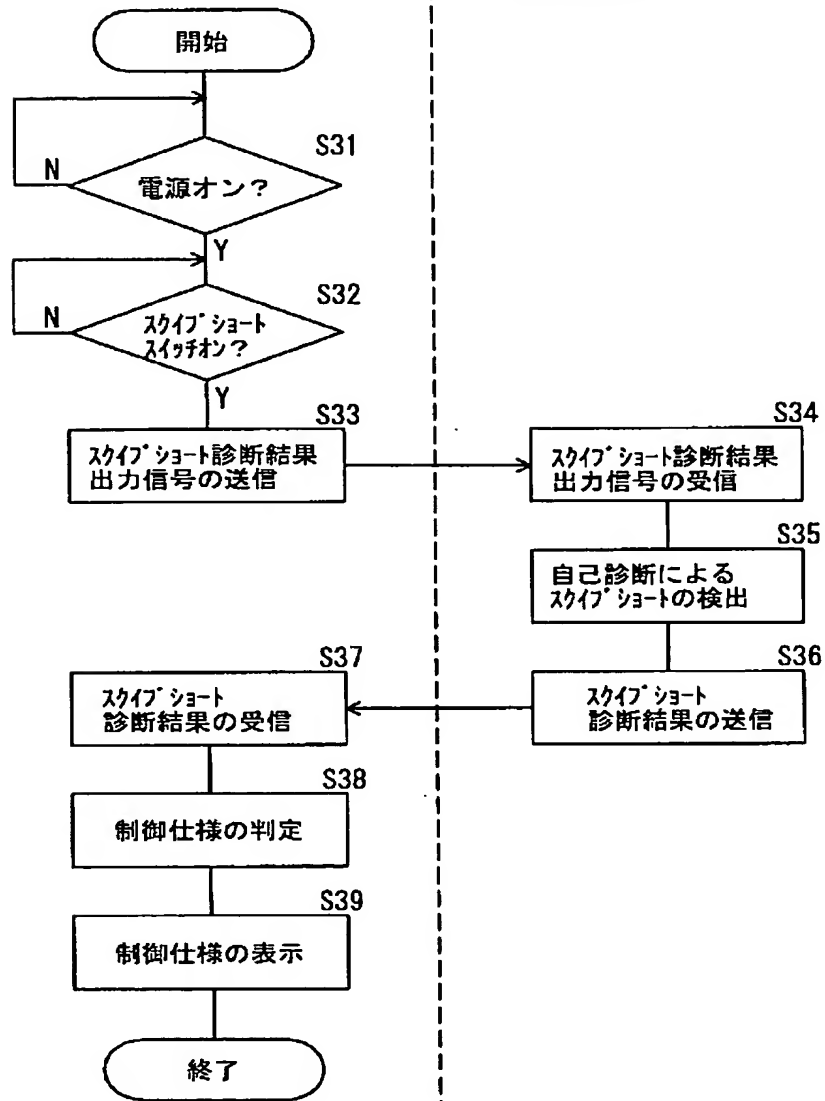 開始
S31
電源オン?
N
Y
S32
ｽｸｲﾌﾞｼｮｰﾄ
ｽｲｯﾁオン?
N
Y
S33
ｽｸｲﾌﾞｼｮｰﾄ診断結果
出力信号の送信
S34
ｽｸｲﾌﾞｼｮｰﾄ診断結果
出力信号の受信
S35
自己診断による
ｽｸｲﾌﾞｼｮｰﾄの検出
S36
ｽｸｲﾌﾞｼｮｰﾄ
診断結果の送信
S37
ｽｸｲﾌﾞｼｮｰﾄ
診断結果の受信
S38
制御仕様の判定
S39
制御仕様の表示
終了